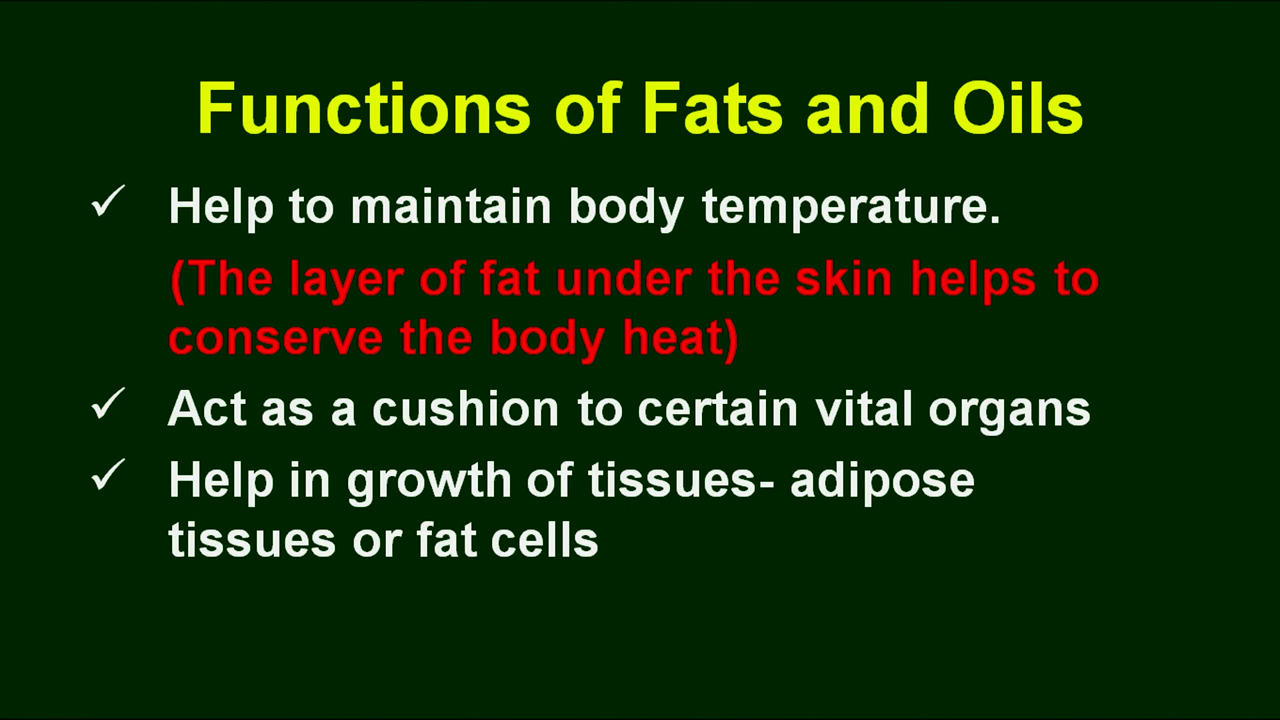 Functions of Fats and Oils
✓ Help to maintain body temperature.
(The layer of fat under the skin helps to
conserve the body heat)
✓ Act as a cushion to certain vital organs
✓ Help in growth of tissues- adipose
tissues or fat cells